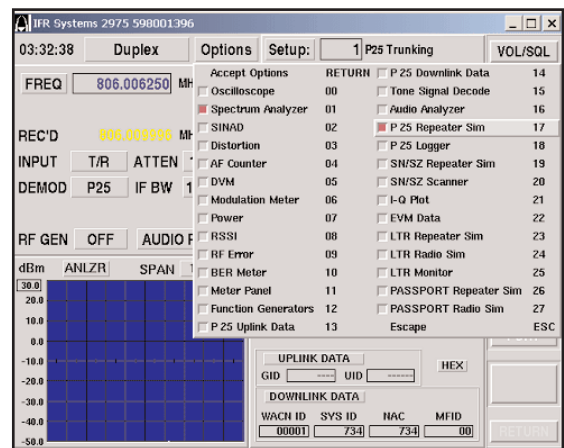 IFR Systems 2975 598001396
03:32:38 Duplex Options Setup: 1 P25 Trunking VOL/SQL
FREQ 806.006250 MH
REC'D MH
INPUT T/R ATTEN
DEMOD P25 IF BW 1
RF GEN OFF AUDIO
dBm ANLZR SPAN
30.0
20.0
10.0
0.0
-10.0
-20.0
-30.0
-40.0
-50.0
Accept Options RETURN
Oscilloscope 00
Spectrum Analyzer 01
SINAD 02
Distortion 03
AF Counter 04
DVM 05
Modulation Meter 06
Power 07
RSSI 08
RF Error 09
BER Meter 10
Meter Panel 11
Function Generators 12
P 25 Uplink Data 13
P 25 Downlink Data 14
Tone Signal Decode 15
Audio Analyzer 16
P 25 Repeater Sim 17
P 25 Logger 18
SN/SZ Repeater Sim 19
SN/SZ Scanner 20
I-Q Plot 21
EVM Data 22
LTR Repeater Sim 23
LTR Radio Sim 24
LTR Monitor 25
PASSPORT Repeater Sim 26
PASSPORT Radio Sim 27
Escape ESC
UPLINK DATA
GID ---- UID ------
HEX
DOWNLINK DATA
WACN ID SYS ID NAC MFID
00001 734 734 00
RETURN